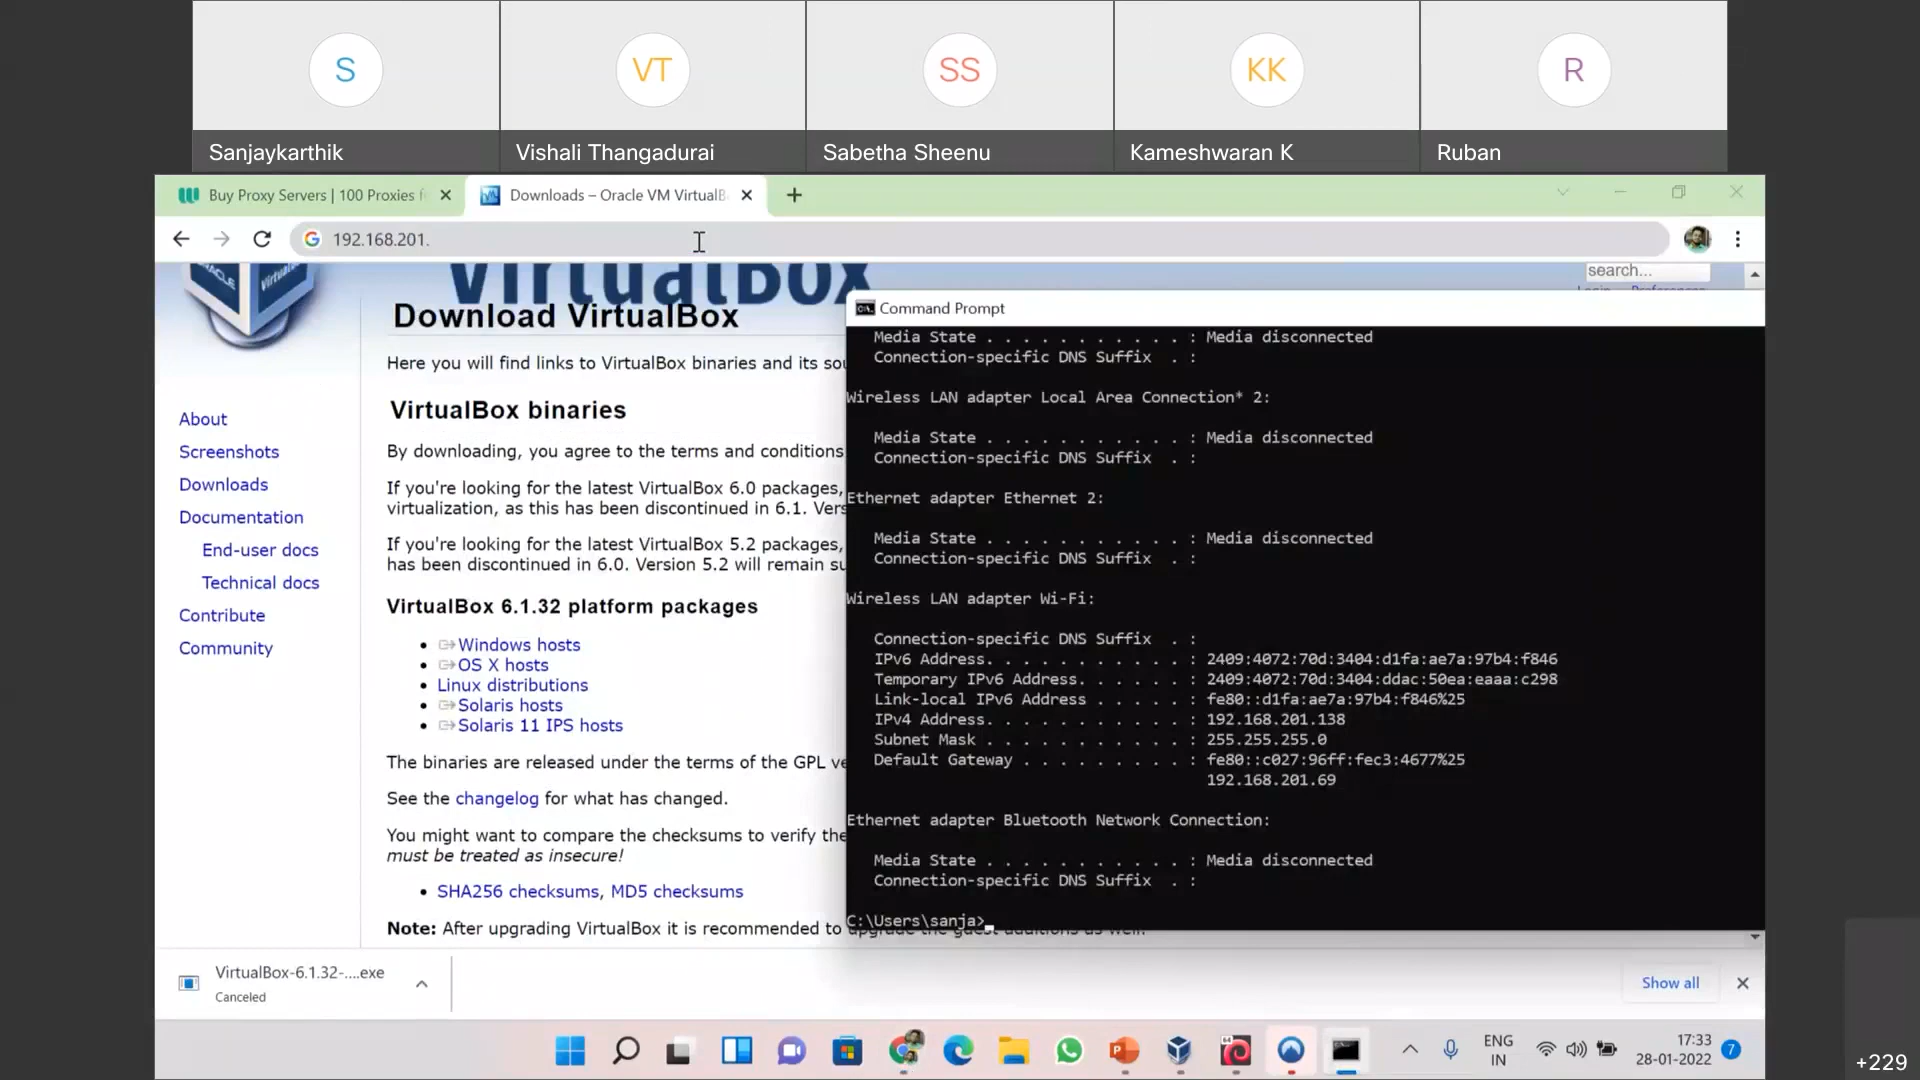 S
VT
SS
KK
R
Sanjaykarthik
Vishali Thangadurai
Sabetha Sheenu
Kameshwaran K
Ruban
Buy Proxy Servers | 100 Proxies f
Downloads – Oracle VM VirtualB
192.168.201.
VirtualBox
search...
Login Preferences
Download VirtualBox
Here you will find links to VirtualBox binaries and its sou
VirtualBox binaries
By downloading, you agree to the terms and conditions
If you're looking for the latest VirtualBox 6.0 packages,
virtualization, as this has been discontinued in 6.1. Vers
If you're looking for the latest VirtualBox 5.2 packages,
has been discontinued in 6.0. Version 5.2 will remain su
VirtualBox 6.1.32 platform packages
Windows hosts
OS X hosts
Linux distributions
Solaris hosts
Solaris 11 IPS hosts
The binaries are released under the terms of the GPL ve
See the changelog for what has changed.
You might want to compare the checksums to verify the
must be treated as insecure!
SHA256 checksums, MD5 checksums
Note: After upgrading VirtualBox it is recommended to upgrade the guest additions as well.
About
Screenshots
Downloads
Documentation
End-user docs
Technical docs
Contribute
Community
Command Prompt
Media State . . . . . . . . . . . : Media disconnected
Connection-specific DNS Suffix . :
Wireless LAN adapter Local Area Connection* 2:
Media State . . . . . . . . . . . : Media disconnected
Connection-specific DNS Suffix . :
Ethernet adapter Ethernet 2:
Media State . . . . . . . . . . . : Media disconnected
Connection-specific DNS Suffix . :
Wireless LAN adapter Wi-Fi:
Connection-specific DNS Suffix . :
IPv6 Address. . . . . . . . . . . : 2409:4072:70d:3404:d1fa:ae7a:97b4:f846
Temporary IPv6 Address. . . . . . : 2409:4072:70d:3404:ddac:50ea:eaaa:c298
Link-local IPv6 Address . . . . . : fe80::d1fa:ae7a:97b4:f846%25
IPv4 Address. . . . . . . . . . . : 192.168.201.138
Subnet Mask . . . . . . . . . . . : 255.255.255.0
Default Gateway . . . . . . . . . : fe80::c027:96ff:fec3:4677%25
192.168.201.69
Ethernet adapter Bluetooth Network Connection:
Media State . . . . . . . . . . . : Media disconnected
Connection-specific DNS Suffix . :
C:\Users\sanja>
VirtualBox-6.1.32-....exe
Canceled
Show all
ENG
IN
17:33
28-01-2022
7
+229